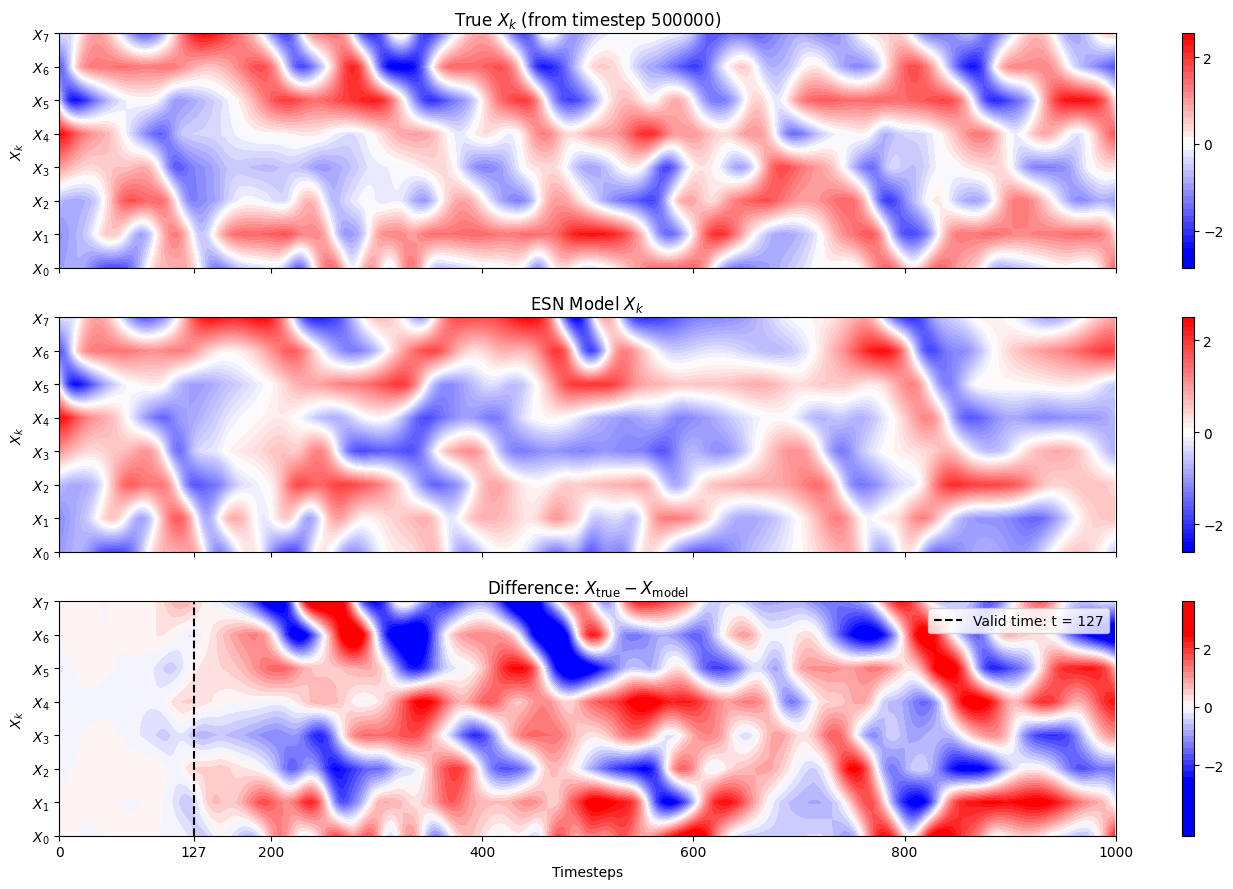 True X_k (from timestep 500000)
X_7
X_6
X_5
X_4
X_3
X_2
X_1
X_0
X_k
2
0
−2
ESN Model X_k
X_7
X_6
X_5
X_4
X_3
X_2
X_1
X_0
X_k
2
0
−2
Difference: X_true − X_model
X_7
X_6
X_5
X_4
X_3
X_2
X_1
X_0
X_k
Valid time: t = 127
2
0
−2
0 127 200 400 600 800 1000
Timesteps